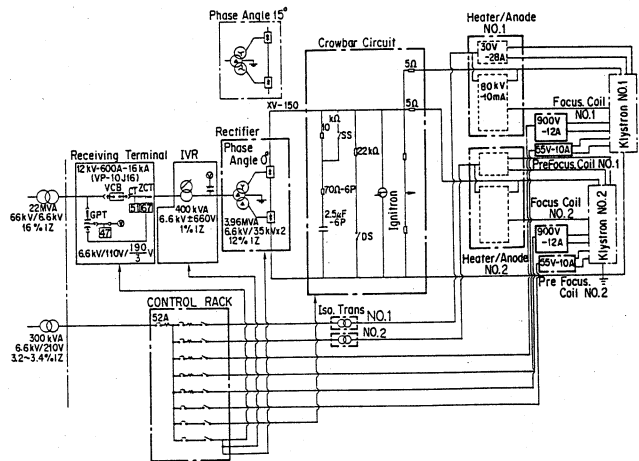 Phase Angle 15°
Crowbar Circuit
Heater/Anode
NO.1
30V
-28A
80kV
-10mA
5Ω
5Ω
XV-150
Klystron NO.1
Focus. Coil
NO.1
900V
-12A
55V-10A
PreFocus. Coil NO.1
Rectifier
Phase
Angle 0°
3.96MVA
6.6kV/35kV×2
12%IZ
IVR
400kVA
6.6kV±660V
1%IZ
Receiving Terminal
12kV-600A-16kA
(VP-10J16)
VCB
CT
ZCT
51
67
GPT
47
6.6kV/110V/190/3V
22MVA
66kV/6.6kV
16%IZ
10
kΩ
SS
22kΩ
70Ω-6P
2.5μF
-6P
DS
Ignitron
Focus Coil
NO.2
900V
-12A
55V-10A
Pre Focus.
Coil NO.2
Klystron NO.2
Heater/Anode
NO.2
CONTROL RACK
52A
Iso. Trans
NO.1
NO.2
300kVA
6.6kV/210V
3.2~3.4%IZ